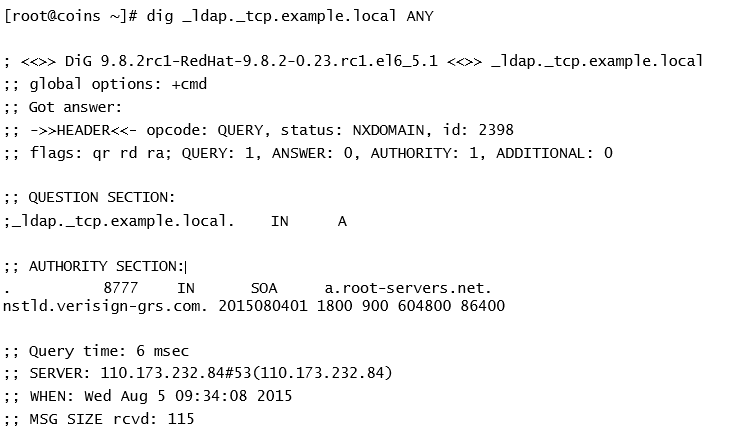 [root@coins ~]# dig _ldap._tcp.example.local ANY
; <<>> DiG 9.8.2rc1-RedHat-9.8.2-0.23.rc1.el6_5.1 <<>> _ldap._tcp.example.local
;; global options: +cmd
;; Got answer:
;; ->>HEADER<<- opcode: QUERY, status: NXDOMAIN, id: 2398
;; flags: qr rd ra; QUERY: 1, ANSWER: 0, AUTHORITY: 1, ADDITIONAL: 0
;; QUESTION SECTION:
;_ldap._tcp.example.local. IN A
;; AUTHORITY SECTION:
. 8777 IN SOA a.root-servers.net.
nstld.verisign-grs.com. 2015080401 1800 900 604800 86400
;; Query time: 6 msec
;; SERVER: 110.173.232.84#53(110.173.232.84)
;; WHEN: Wed Aug 5 09:34:08 2015
;; MSG SIZE rcvd: 115